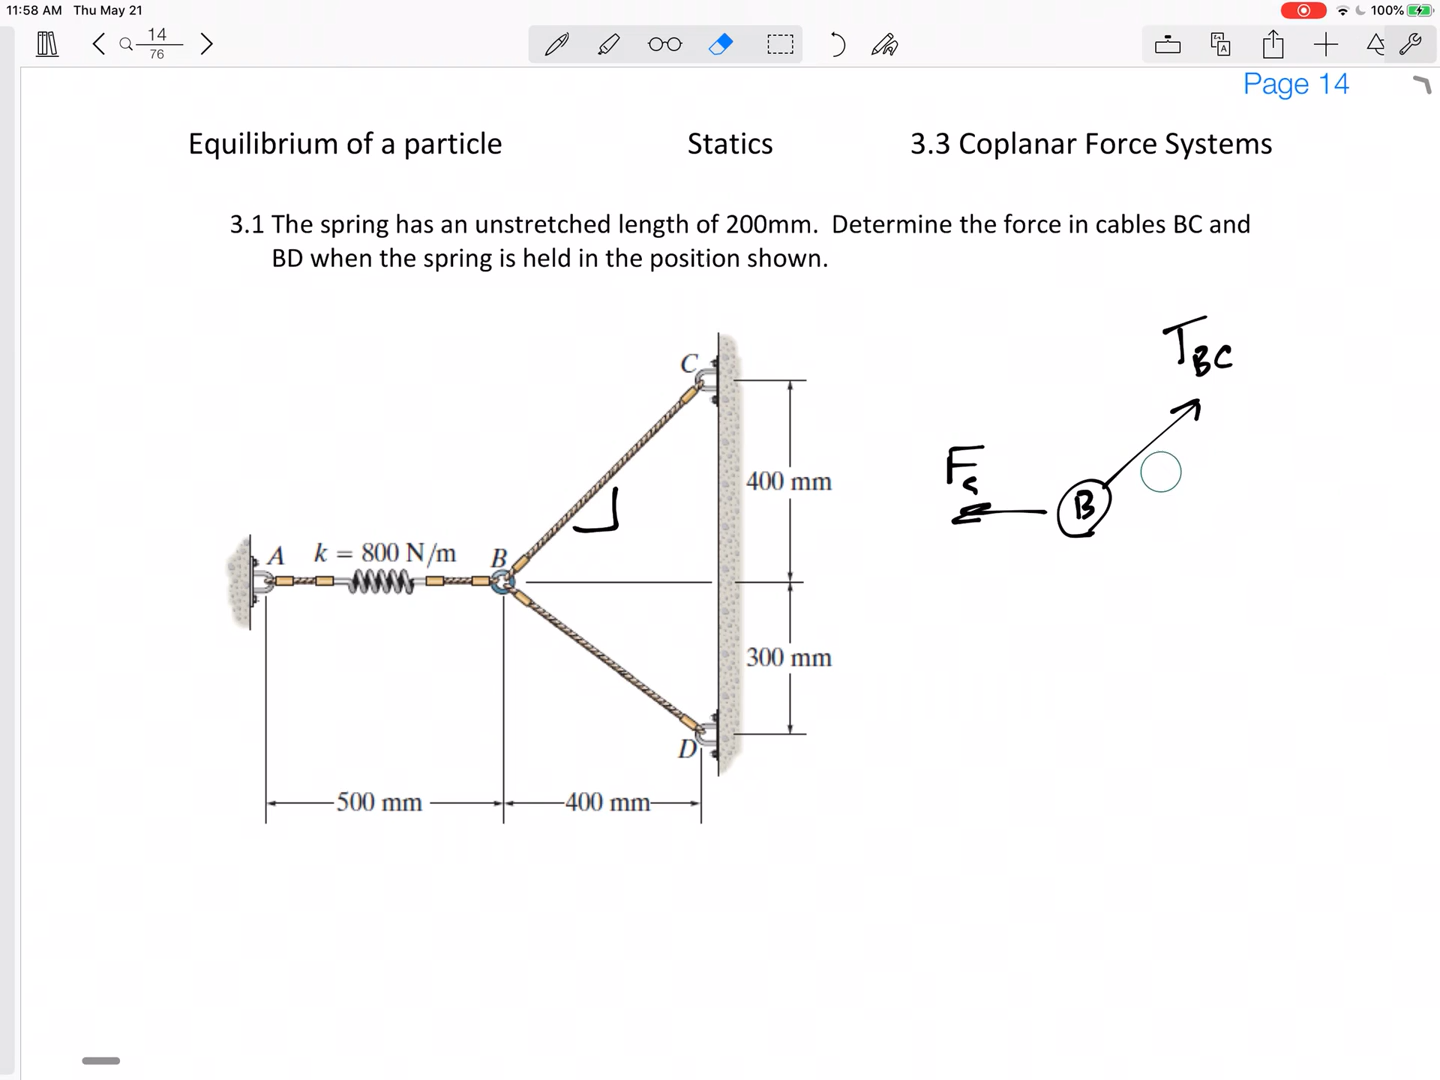 11:58 AM Thu May 21
100%
14
76
Page 14
Equilibrium of a particle Statics 3.3 Coplanar Force Systems
3.1 The spring has an unstretched length of 200mm. Determine the force in cables BC and
BD when the spring is held in the position shown.
TBC
C
400 mm
Fs
B
A k = 800 N/m B
300 mm
D
500 mm 400 mm